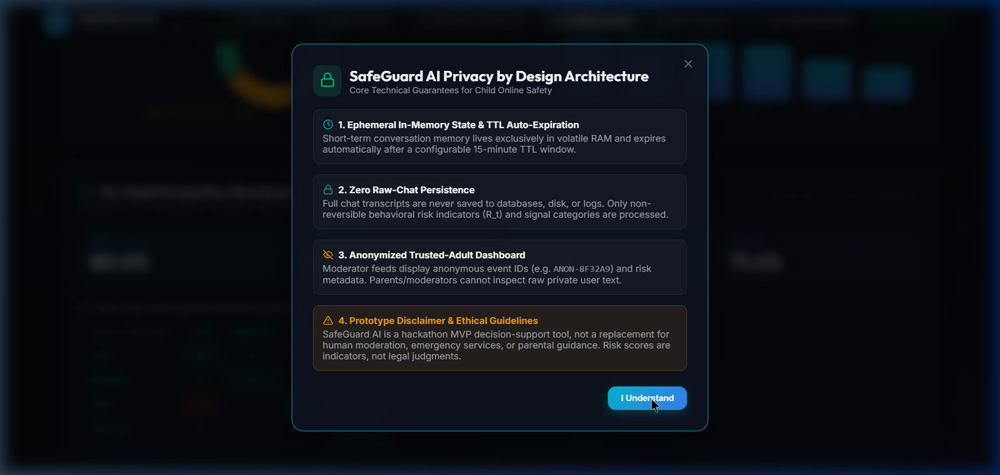 SafeGuard AI Privacy by Design Architecture
Core Technical Guarantees for Child Online Safety
1. Ephemeral In-Memory State & TTL Auto-Expiration
Short-term conversation memory lives exclusively in volatile RAM and expires
automatically after a configurable 15-minute TTL window.
2. Zero Raw-Chat Persistence
Full chat transcripts are never saved to databases, disk, or logs. Only non-
reversible behavioral risk indicators (R_t) and signal categories are processed.
3. Anonymized Trusted-Adult Dashboard
Moderator feeds display anonymous event IDs (e.g. ANON-8F32A9) and risk
metadata. Parents/moderators cannot inspect raw private user text.
4. Prototype Disclaimer & Ethical Guidelines
SafeGuard AI is a hackathon MVP decision-support tool, not a replacement for
human moderation, emergency services, or parental guidance. Risk scores are
indicators, not legal judgments.
I Understand